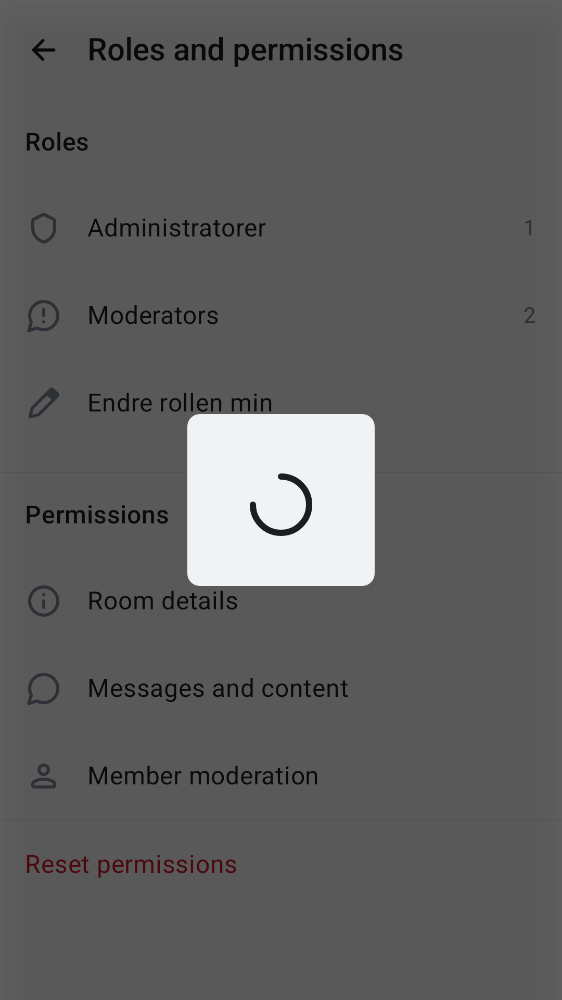 Roles and permissions
Roles
Administratorer 1
Moderators 2
Endre rollen min
Permissions
Room details
Messages and content
Member moderation
Reset permissions